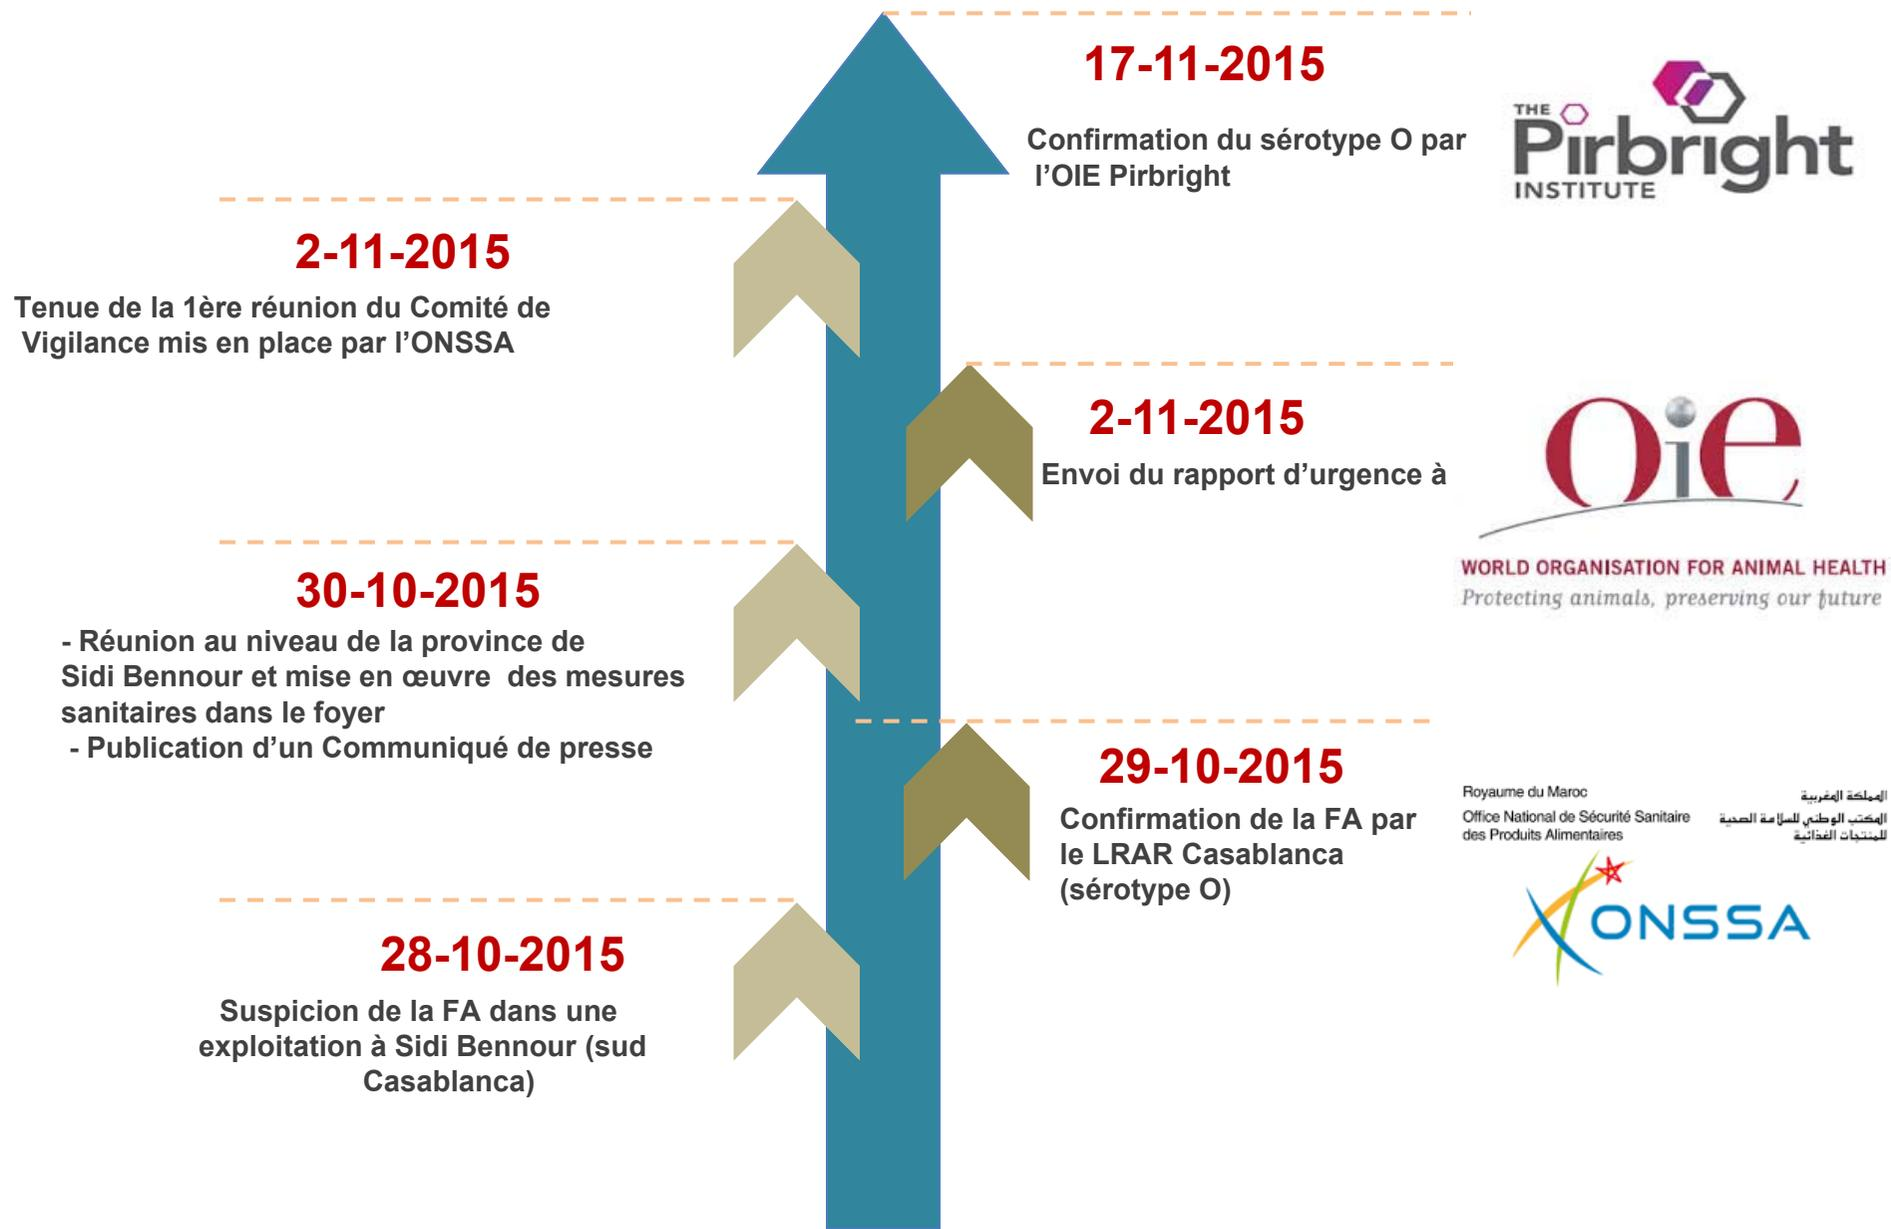 17-11-2015
Confirmation du sérotype O par
l'OIE Pirbright
THE
Pirbright
INSTITUTE
2-11-2015
Tenue de la 1ère réunion du Comité de
Vigilance mis en place par l'ONSSA
2-11-2015
Envoi du rapport d'urgence à
Oie
WORLD ORGANISATION FOR ANIMAL HEALTH
Protecting animals, preserving our future
30-10-2015
- Réunion au niveau de la province de
Sidi Bennour et mise en œuvre des mesures
sanitaires dans le foyer
- Publication d'un Communiqué de presse
29-10-2015
Confirmation de la FA par
le LRAR Casablanca
(sérotype O)
Royaume du Maroc
المملكة المغربية
Office National de Sécurité Sanitaire
des Produits Alimentaires
المكتب الوطني للسلامة الصحية
للمنتجات الغذائية
ONSSA
28-10-2015
Suspicion de la FA dans une
exploitation à Sidi Bennour (sud
Casablanca)